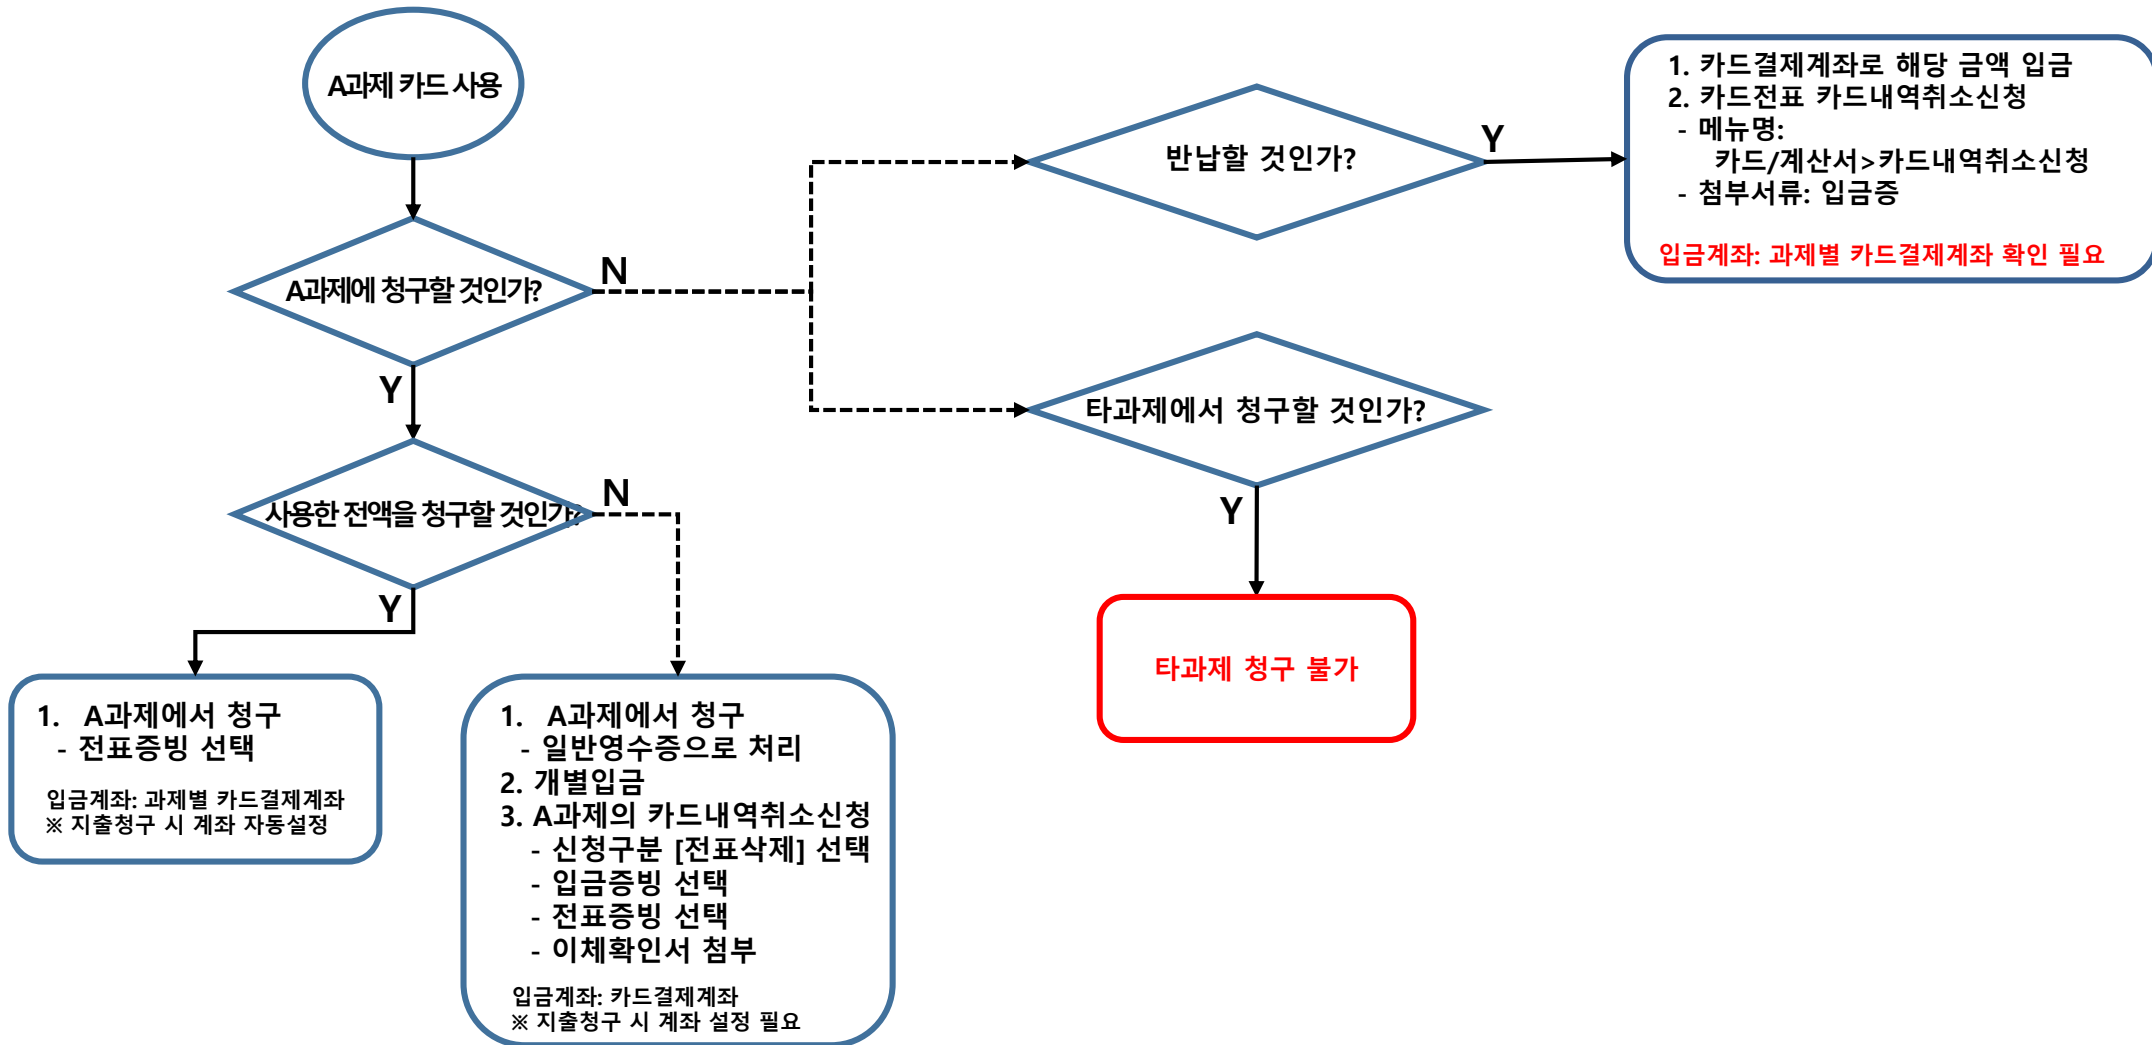 A과제 카드 사용
A과제에 청구할 것인가?
N
Y
사용한 전액을 청구할 것인가?
N
Y
1. A과제에서 청구
- 전표증빙 선택
입금계좌: 과제별 카드결제계좌
※ 지출청구 시 계좌 자동설정
1. A과제에서 청구
- 일반영수증으로 처리
2. 개별입금
3. A과제의 카드내역취소신청
- 신청구분 [전표삭제] 선택
- 입금증빙 선택
- 전표증빙 선택
- 이체확인서 첨부
입금계좌: 카드결제계좌
※ 지출청구 시 계좌 설정 필요
반납할 것인가?
Y
1. 카드결제계좌로 해당 금액 입금
2. 카드전표 카드내역취소신청
- 메뉴명:
카드/계산서>카드내역취소신청
- 첨부서류: 입금증
입금계좌: 과제별 카드결제계좌 확인 필요
타과제에서 청구할 것인가?
Y
타과제 청구 불가